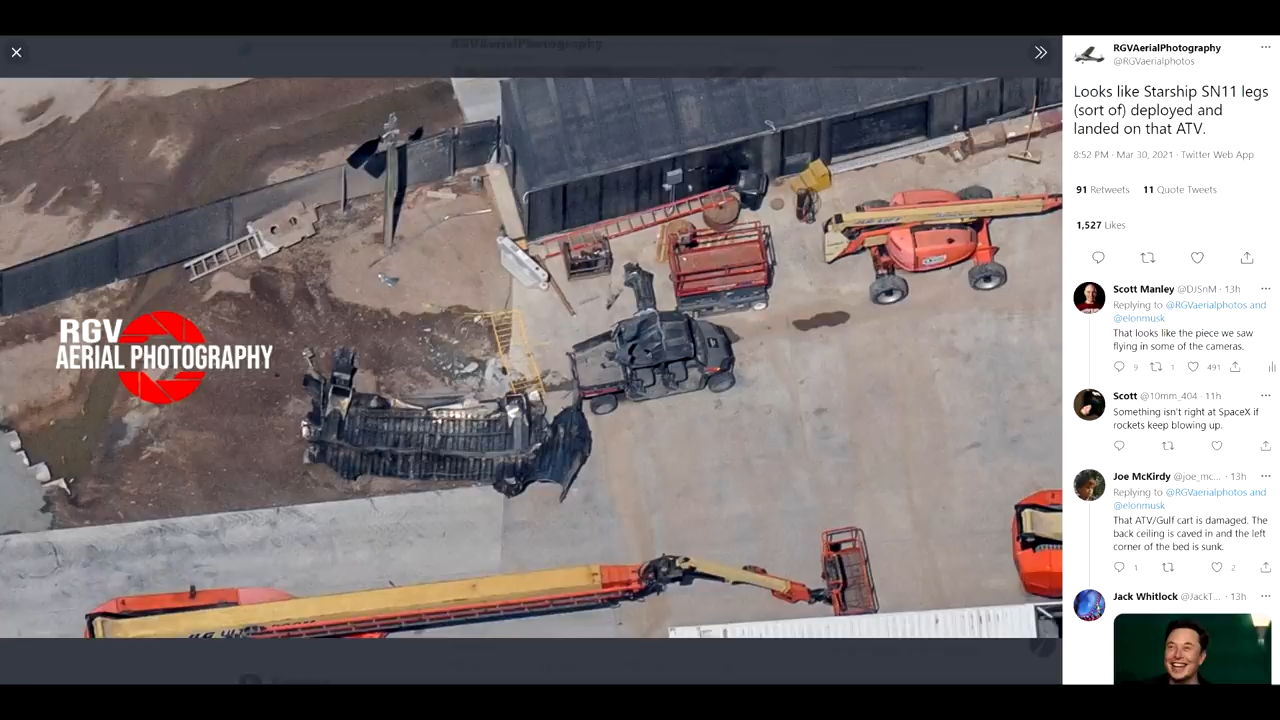 RGVAerialPhotography
RGV
AERIAL PHOTOGRAPHY
RGVAerialPhotography
@RGVaerialphotos
Looks like Starship SN11 legs
(sort of) deployed and
landed on that ATV.
8:52 PM · Mar 30, 2021 · Twitter Web App
91 Retweets 11 Quote Tweets
1,527 Likes
Scott Manley @DJSnM · 13h
Replying to @RGVaerialphotos and
@elonmusk
That looks like the piece we saw
flying in some of the cameras.
9 1 491
Scott @10mm_404 · 11h
Something isn't right at SpaceX if
rockets keep blowing up.
Joe McKirdy @joe_mc... · 13h
Replying to @RGVaerialphotos and
@elonmusk
That ATV/Gulf cart is damaged. The
back ceiling is caved in and the left
corner of the bed is sunk.
1 2
Jack Whitlock @JackT... · 13h